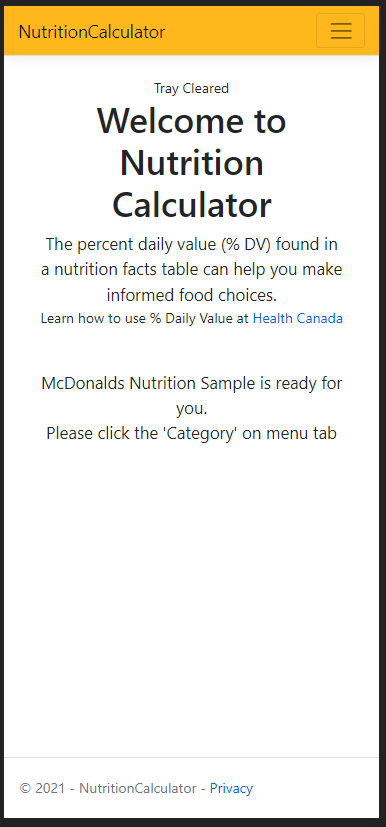 NutritionCalculator
Tray Cleared
Welcome to
Nutrition
Calculator
The percent daily value (% DV) found in
a nutrition facts table can help you make
informed food choices.
Learn how to use % Daily Value at Health Canada
McDonalds Nutrition Sample is ready for
you.
Please click the 'Category' on menu tab
© 2021 - NutritionCalculator - Privacy